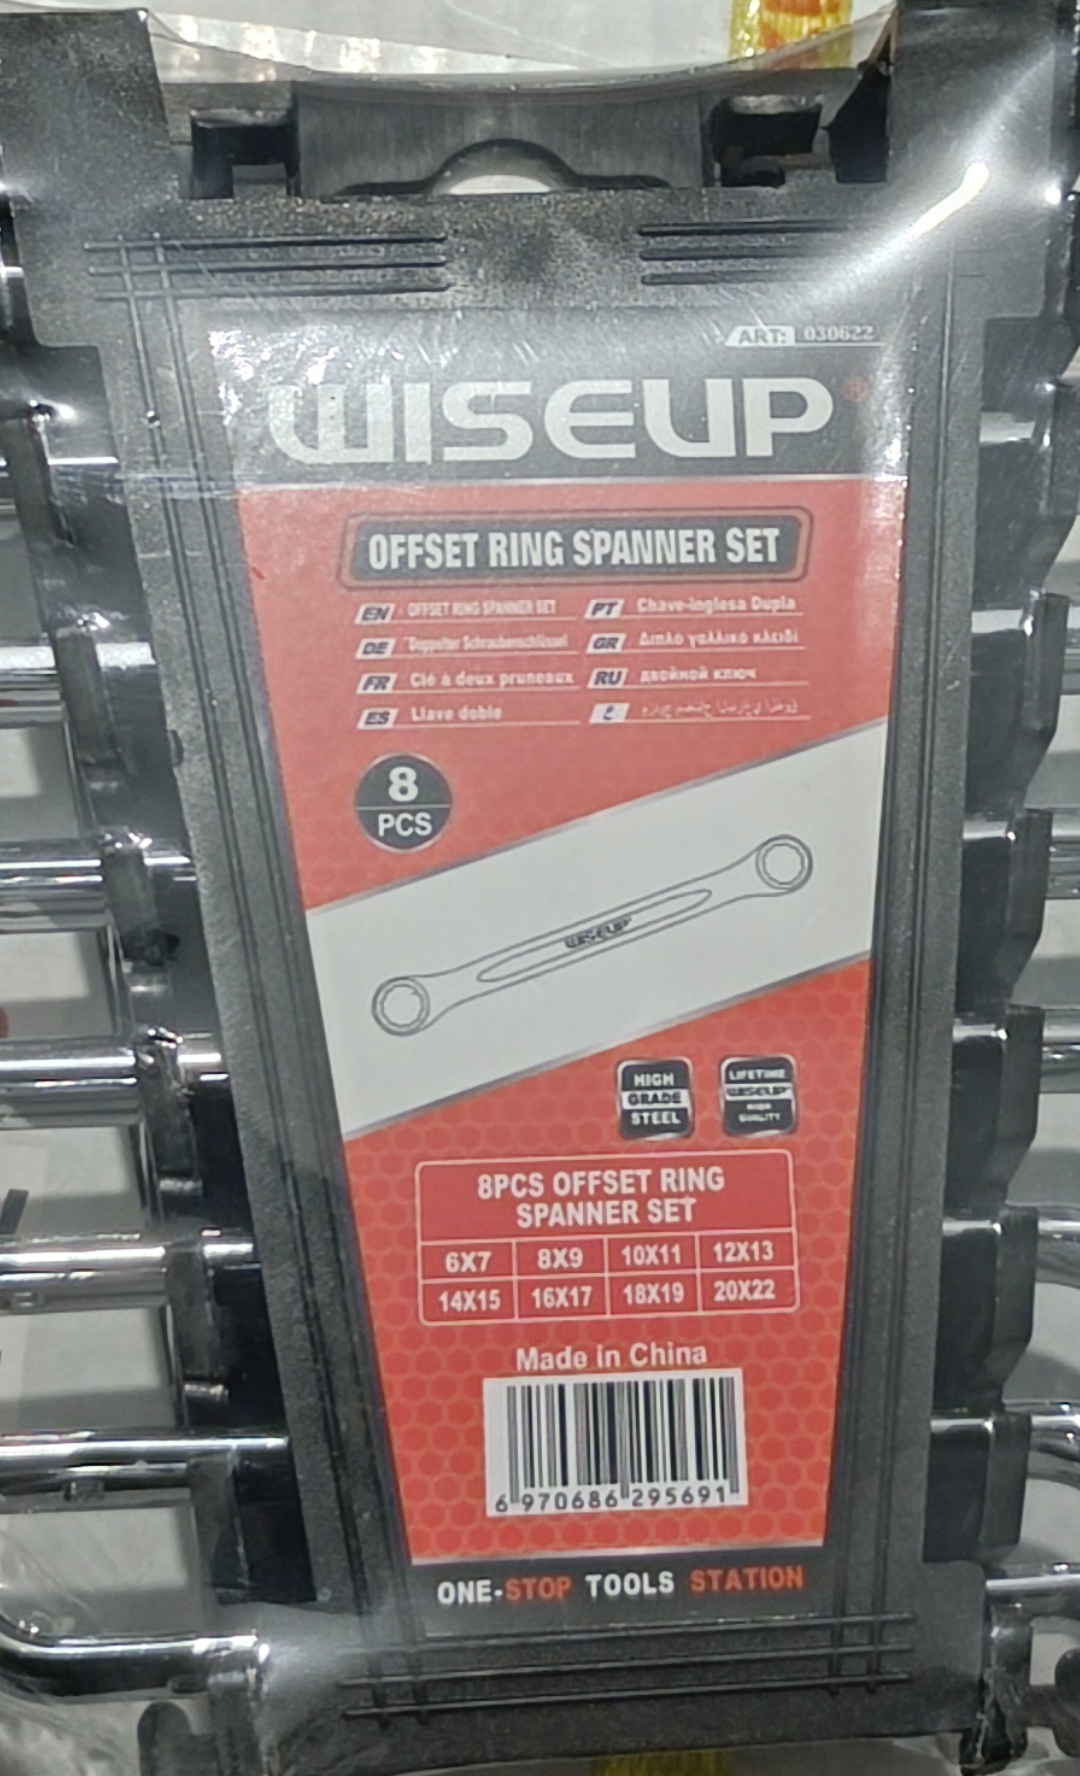 ART: 030622
WISEUP®
OFFSET RING SPANNER SET
EN OFFSET RING SPANNER SET
PT Chave-inglesa Dupla
DE Doppelter Schraubenschlüssel
GR Διπλό γαλλικό κλειδί
FR Clé à deux pruneaux
RU двойной ключ
ES Llave doble
ع
8
PCS
WISEUP
HIGH
GRADE
STEEL
LIFETIME
WISEUP
HIGH
QUALITY
8PCS OFFSET RING
SPANNER SET
6X7 8X9 10X11 12X13
14X15 16X17 18X19 20X22
Made in China
6 970686 295691
ONE-STOP TOOLS STATION